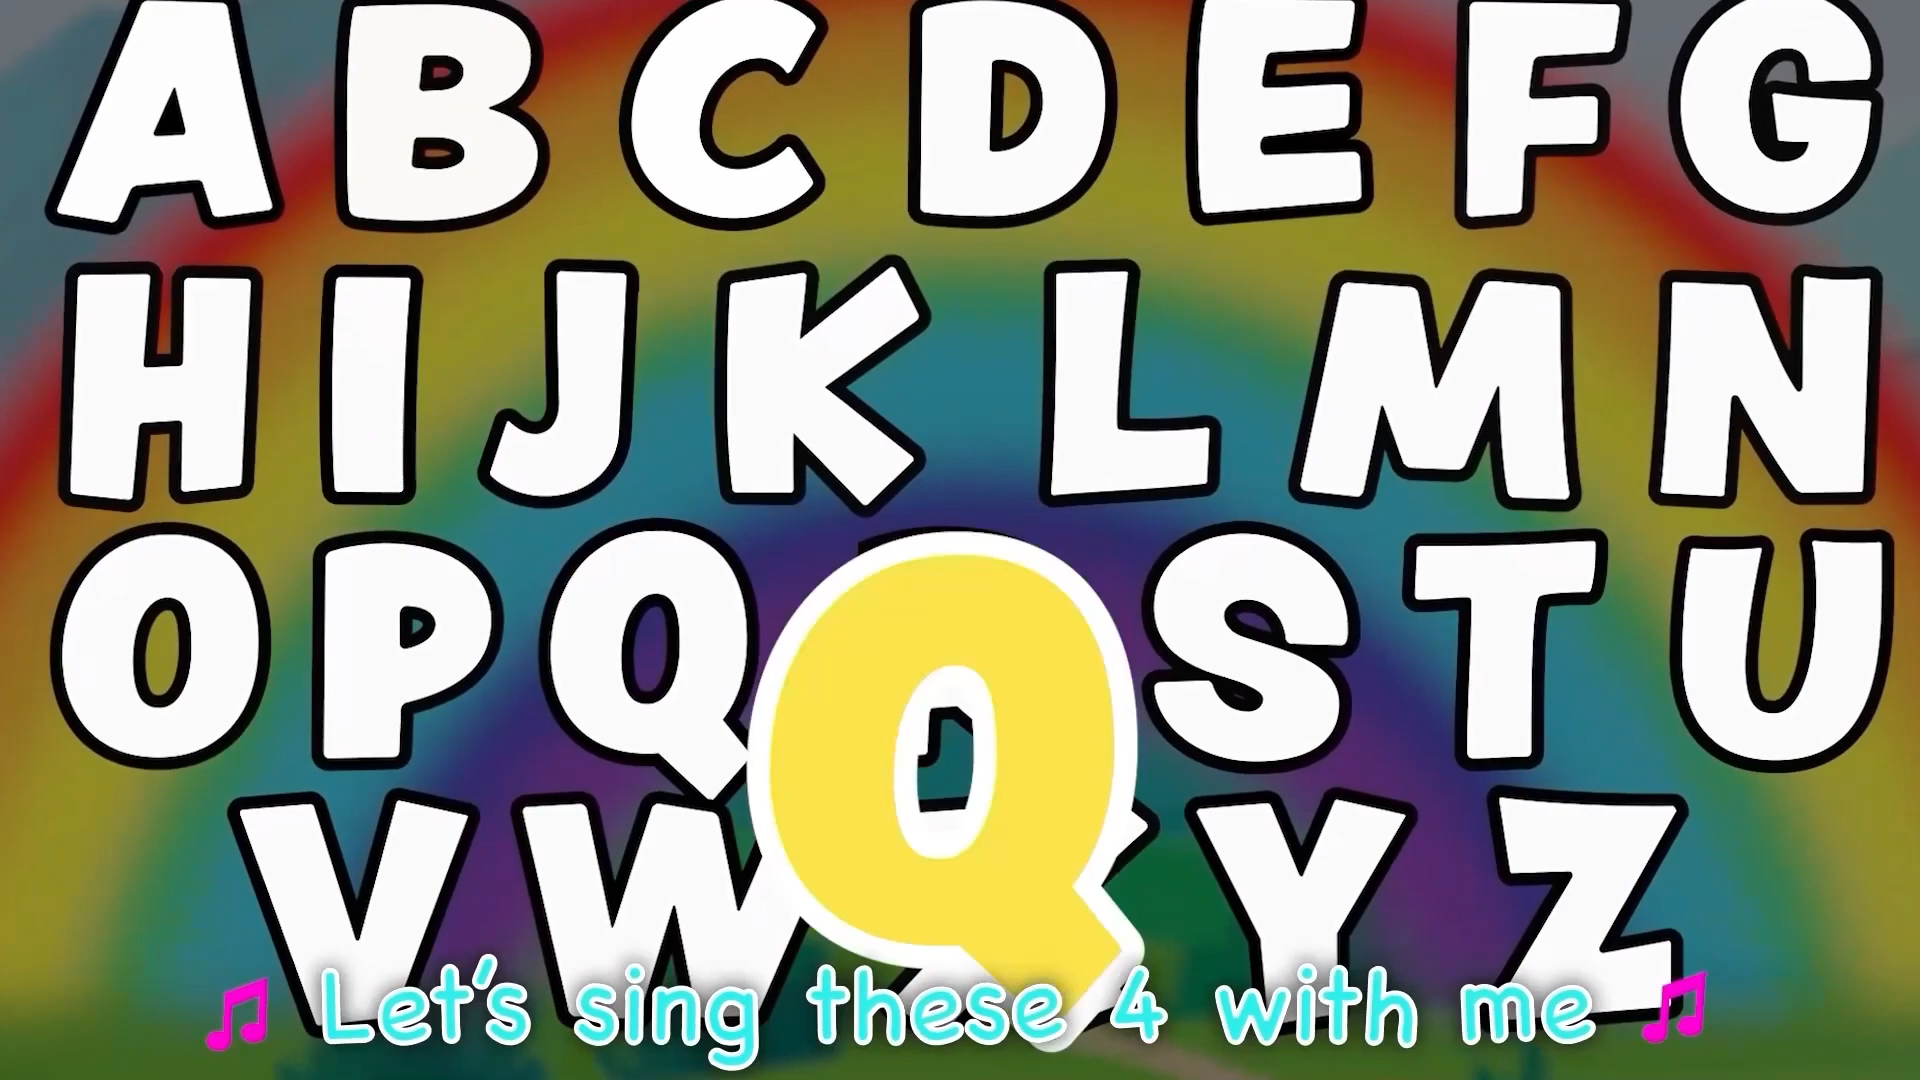 A B C D E F G
H I J K L M N
O P Q S T U
Q
V W Y Z
Let's sing these 4 with me